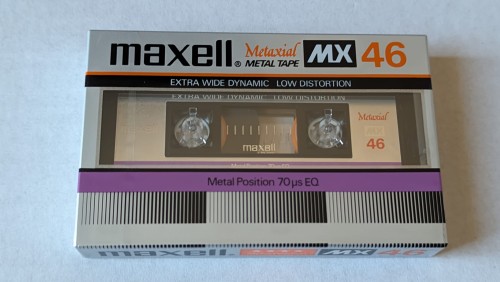 maxell® Metaxial METAL TAPE MX 46
EXTRA WIDE DYNAMIC LOW DISTORTION
EXTRA WIDE DYNAMIC LOW DISTORTION
Metaxial
MX
46
maxell
Metal Position 70µs EQ
maxell MX 46